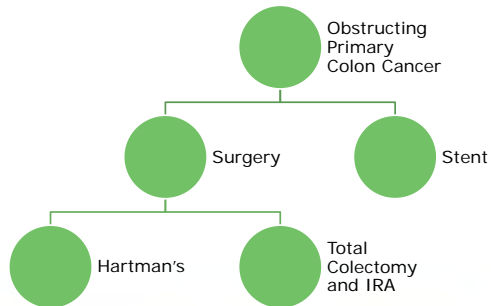 Obstructing
Primary
Colon Cancer
Surgery
Stent
Hartman's
Total
Colectomy
and IRA